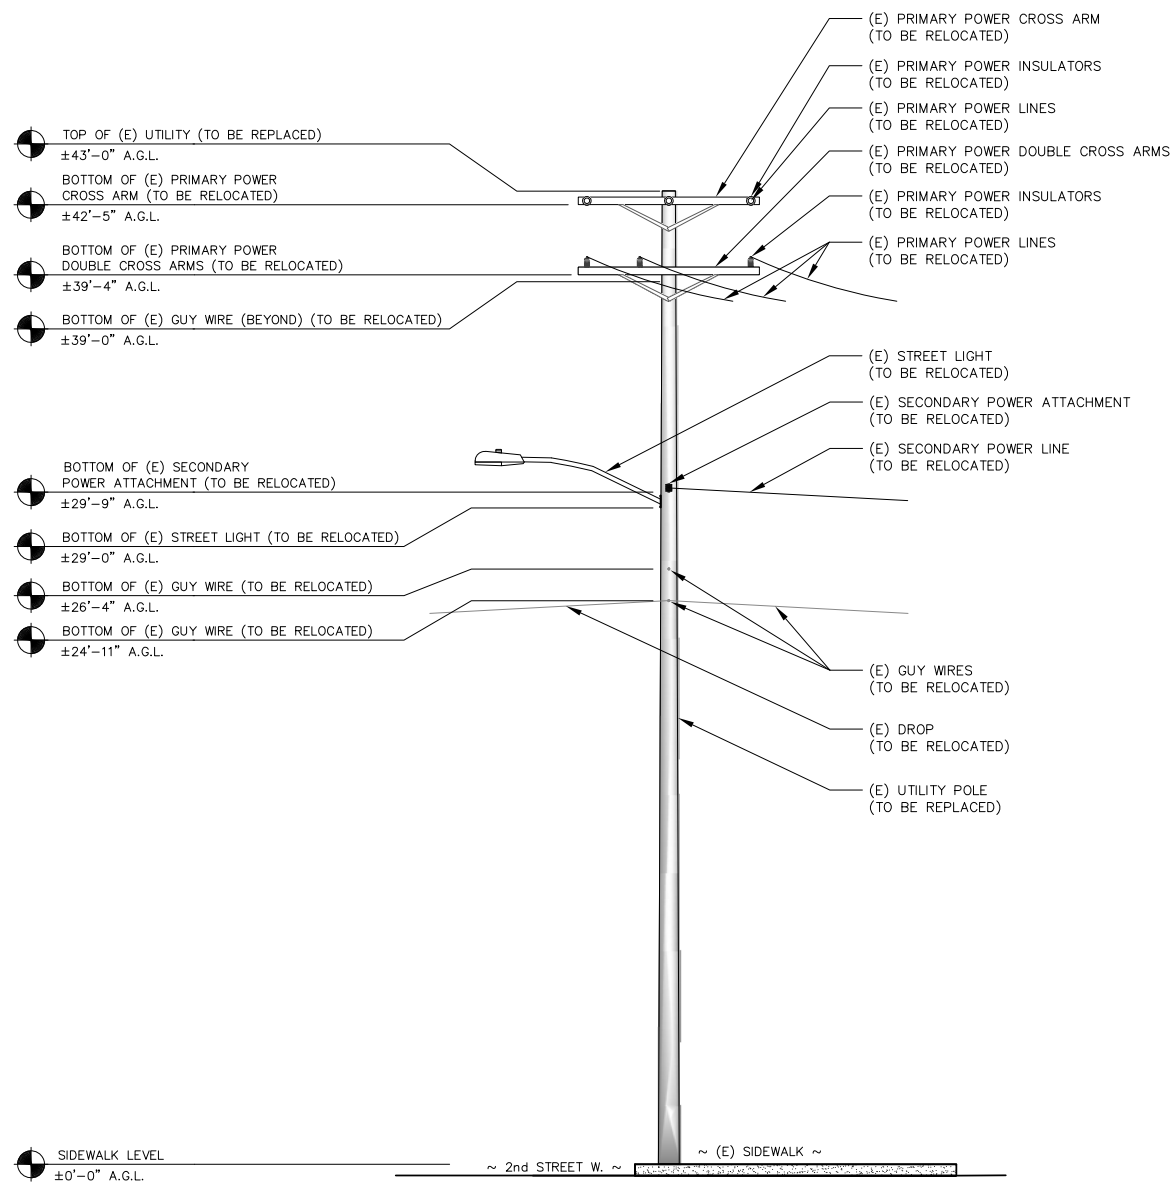 TOP OF (E) UTILITY (TO BE REPLACED)
±43'-0" A.G.L.
BOTTOM OF (E) PRIMARY POWER
CROSS ARM (TO BE RELOCATED)
±42'-5" A.G.L.
BOTTOM OF (E) PRIMARY POWER
DOUBLE CROSS ARMS (TO BE RELOCATED)
±39'-4" A.G.L.
BOTTOM OF (E) GUY WIRE (BEYOND) (TO BE RELOCATED)
±39'-0" A.G.L.
BOTTOM OF (E) SECONDARY
POWER ATTACHMENT (TO BE RELOCATED)
±29'-9" A.G.L.
BOTTOM OF (E) STREET LIGHT (TO BE RELOCATED)
±29'-0" A.G.L.
BOTTOM OF (E) GUY WIRE (TO BE RELOCATED)
±26'-4" A.G.L.
BOTTOM OF (E) GUY WIRE (TO BE RELOCATED)
±24'-11" A.G.L.
SIDEWALK LEVEL
±0'-0" A.G.L.
(E) PRIMARY POWER CROSS ARM
(TO BE RELOCATED)
(E) PRIMARY POWER INSULATORS
(TO BE RELOCATED)
(E) PRIMARY POWER LINES
(TO BE RELOCATED)
(E) PRIMARY POWER DOUBLE CROSS ARMS
(TO BE RELOCATED)
(E) PRIMARY POWER INSULATORS
(TO BE RELOCATED)
(E) PRIMARY POWER LINES
(TO BE RELOCATED)
(E) STREET LIGHT
(TO BE RELOCATED)
(E) SECONDARY POWER ATTACHMENT
(TO BE RELOCATED)
(E) SECONDARY POWER LINE
(TO BE RELOCATED)
(E) GUY WIRES
(TO BE RELOCATED)
(E) DROP
(TO BE RELOCATED)
(E) UTILITY POLE
(TO BE REPLACED)
~ (E) SIDEWALK ~
~ 2nd STREET W. ~